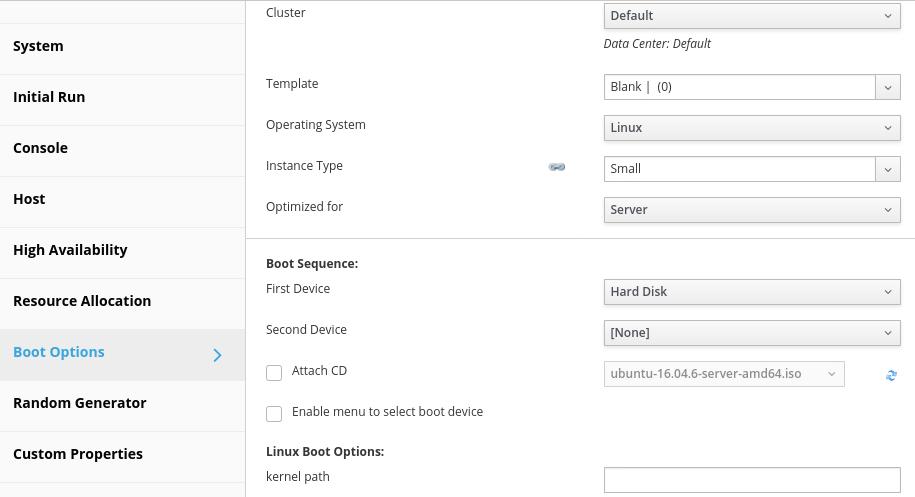 Cluster
Default
Data Center: Default
System
Template
Blank | (0)
Initial Run
Operating System
Linux
Console
Instance Type
Small
Host
Optimized for
Server
High Availability
Boot Sequence:
First Device
Hard Disk
Resource Allocation
Second Device
[None]
Boot Options
Attach CD
ubuntu-16.04.6-server-amd64.iso
Random Generator
Enable menu to select boot device
Custom Properties
Linux Boot Options:
kernel path